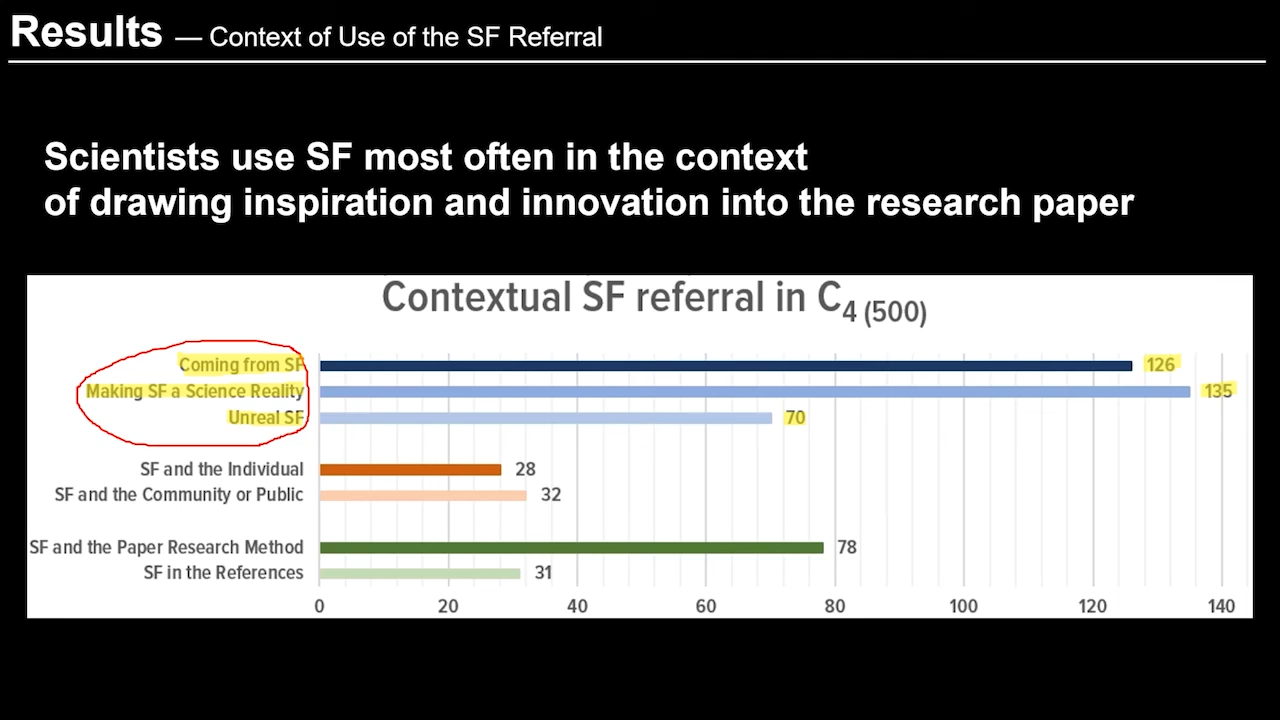 Results — Context of Use of the SF Referral
Scientists use SF most often in the context
of drawing inspiration and innovation into the research paper
Contextual SF referral in C4 (500)
Coming from SF 126
Making SF a Science Reality 135
Unreal SF 70
SF and the Individual 28
SF and the Community or Public 32
SF and the Paper Research Method 78
SF in the References 31
0 20 40 60 80 100 120 140